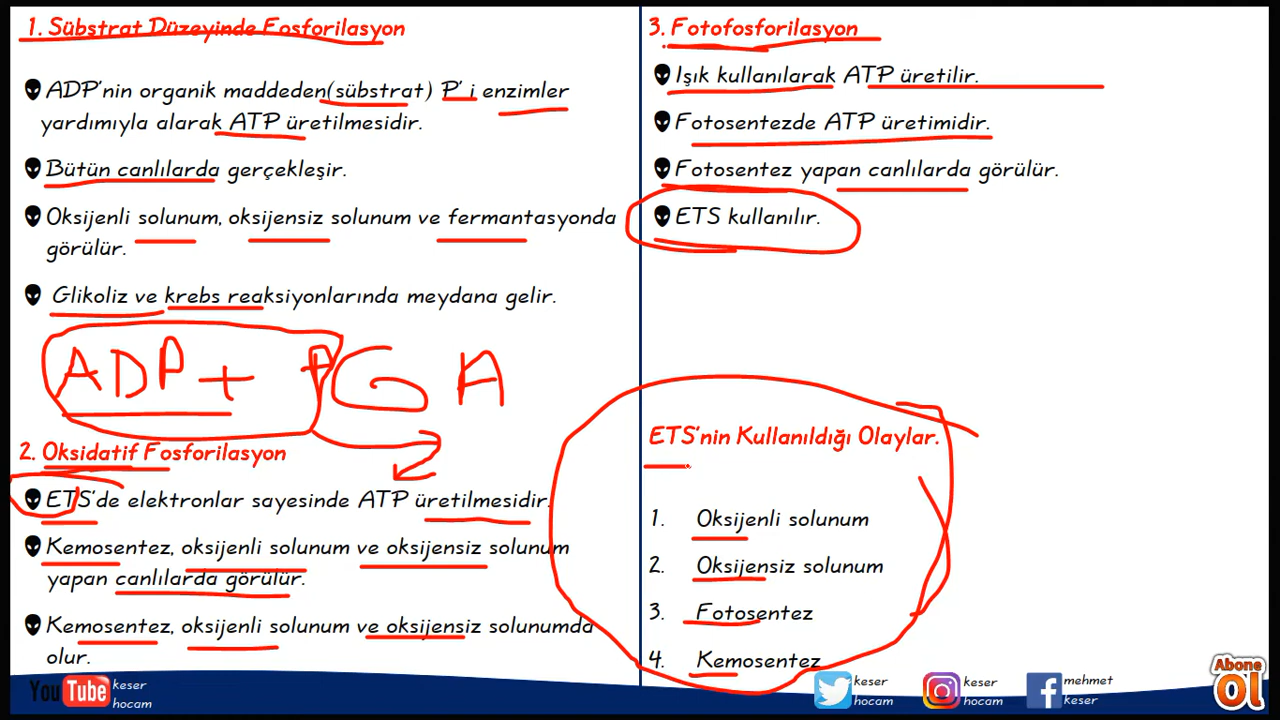 1. Sübstrat Düzeyinde Fosforilasyon
ADP'nin organik maddeden(sübstrat) P' i enzimler
yardımıyla alarak ATP üretilmesidir.
Bütün canlılarda gerçekleşir.
Oksijenli solunum, oksijensiz solunum ve fermantasyonda
görülür.
Glikoliz ve krebs reaksiyonlarında meydana gelir.
ADP + P G A
2. Oksidatif Fosforilasyon
ETS'de elektronlar sayesinde ATP üretilmesidir.
Kemosentez, oksijenli solunum ve oksijensiz solunum
yapan canlılarda görülür.
Kemosentez, oksijenli solunum ve oksijensiz solunumda
olur.
3. Fotofosforilasyon
Işık kullanılarak ATP üretilir.
Fotosentezde ATP üretimidir.
Fotosentez yapan canlılarda görülür.
ETS kullanılır.
ETS'nin Kullanıldığı Olaylar.
1. Oksijenli solunum
2. Oksijensiz solunum
3. Fotosentez
4. Kemosentez
YouTube keser
hocam
keser
hocam
keser
hocam
mehmet
keser
Abone
OL